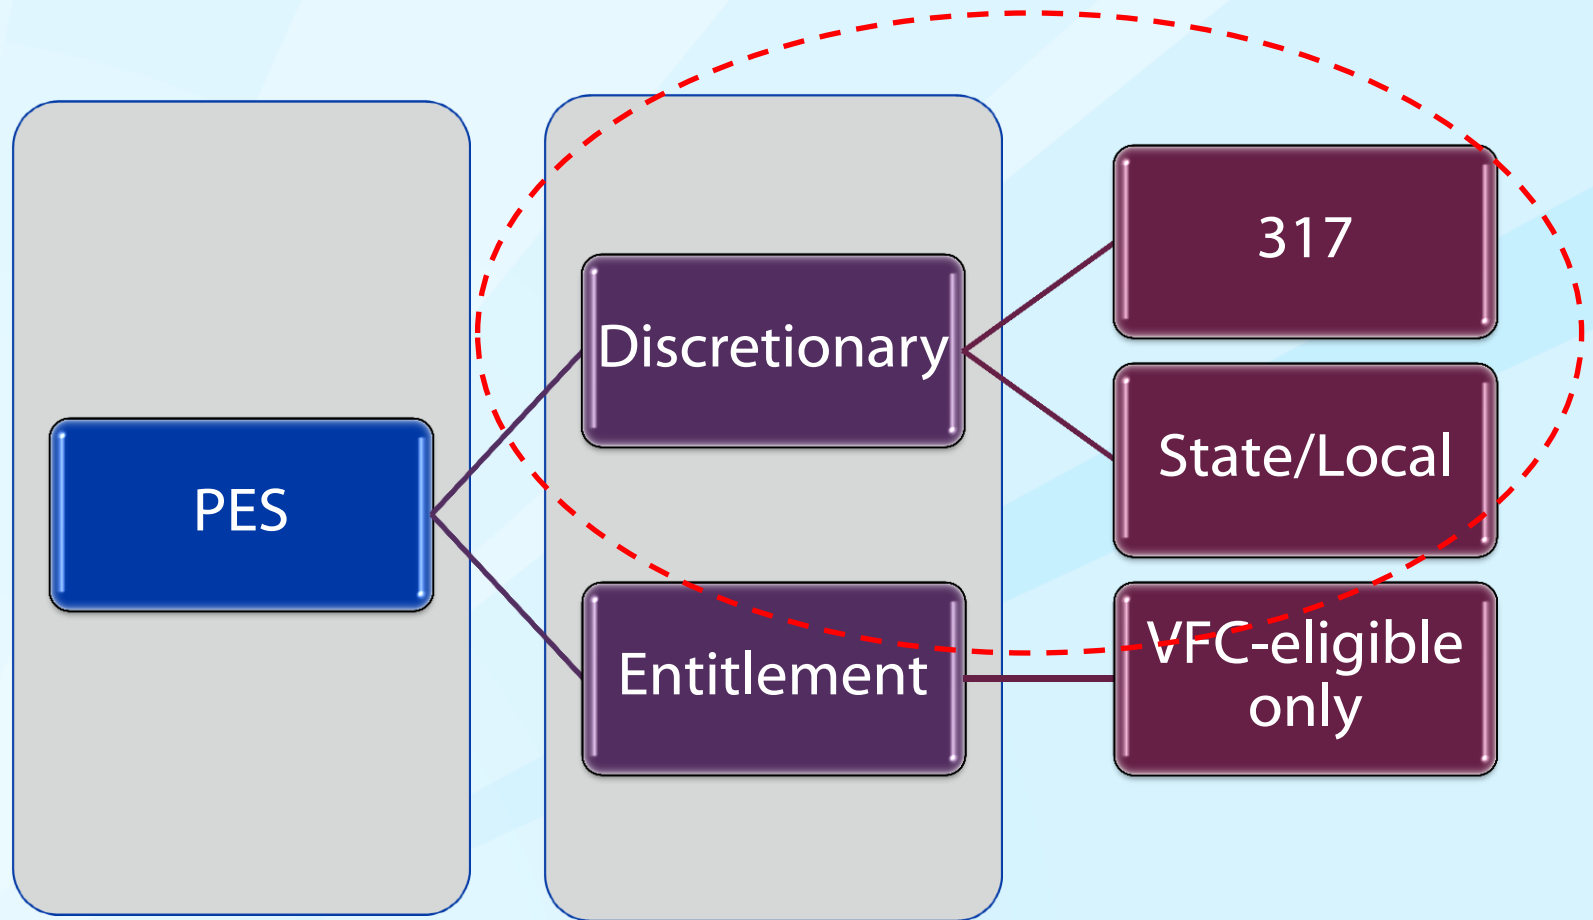 PES
Discretionary
Entitlement
317
State/Local
VFC-eligible
only